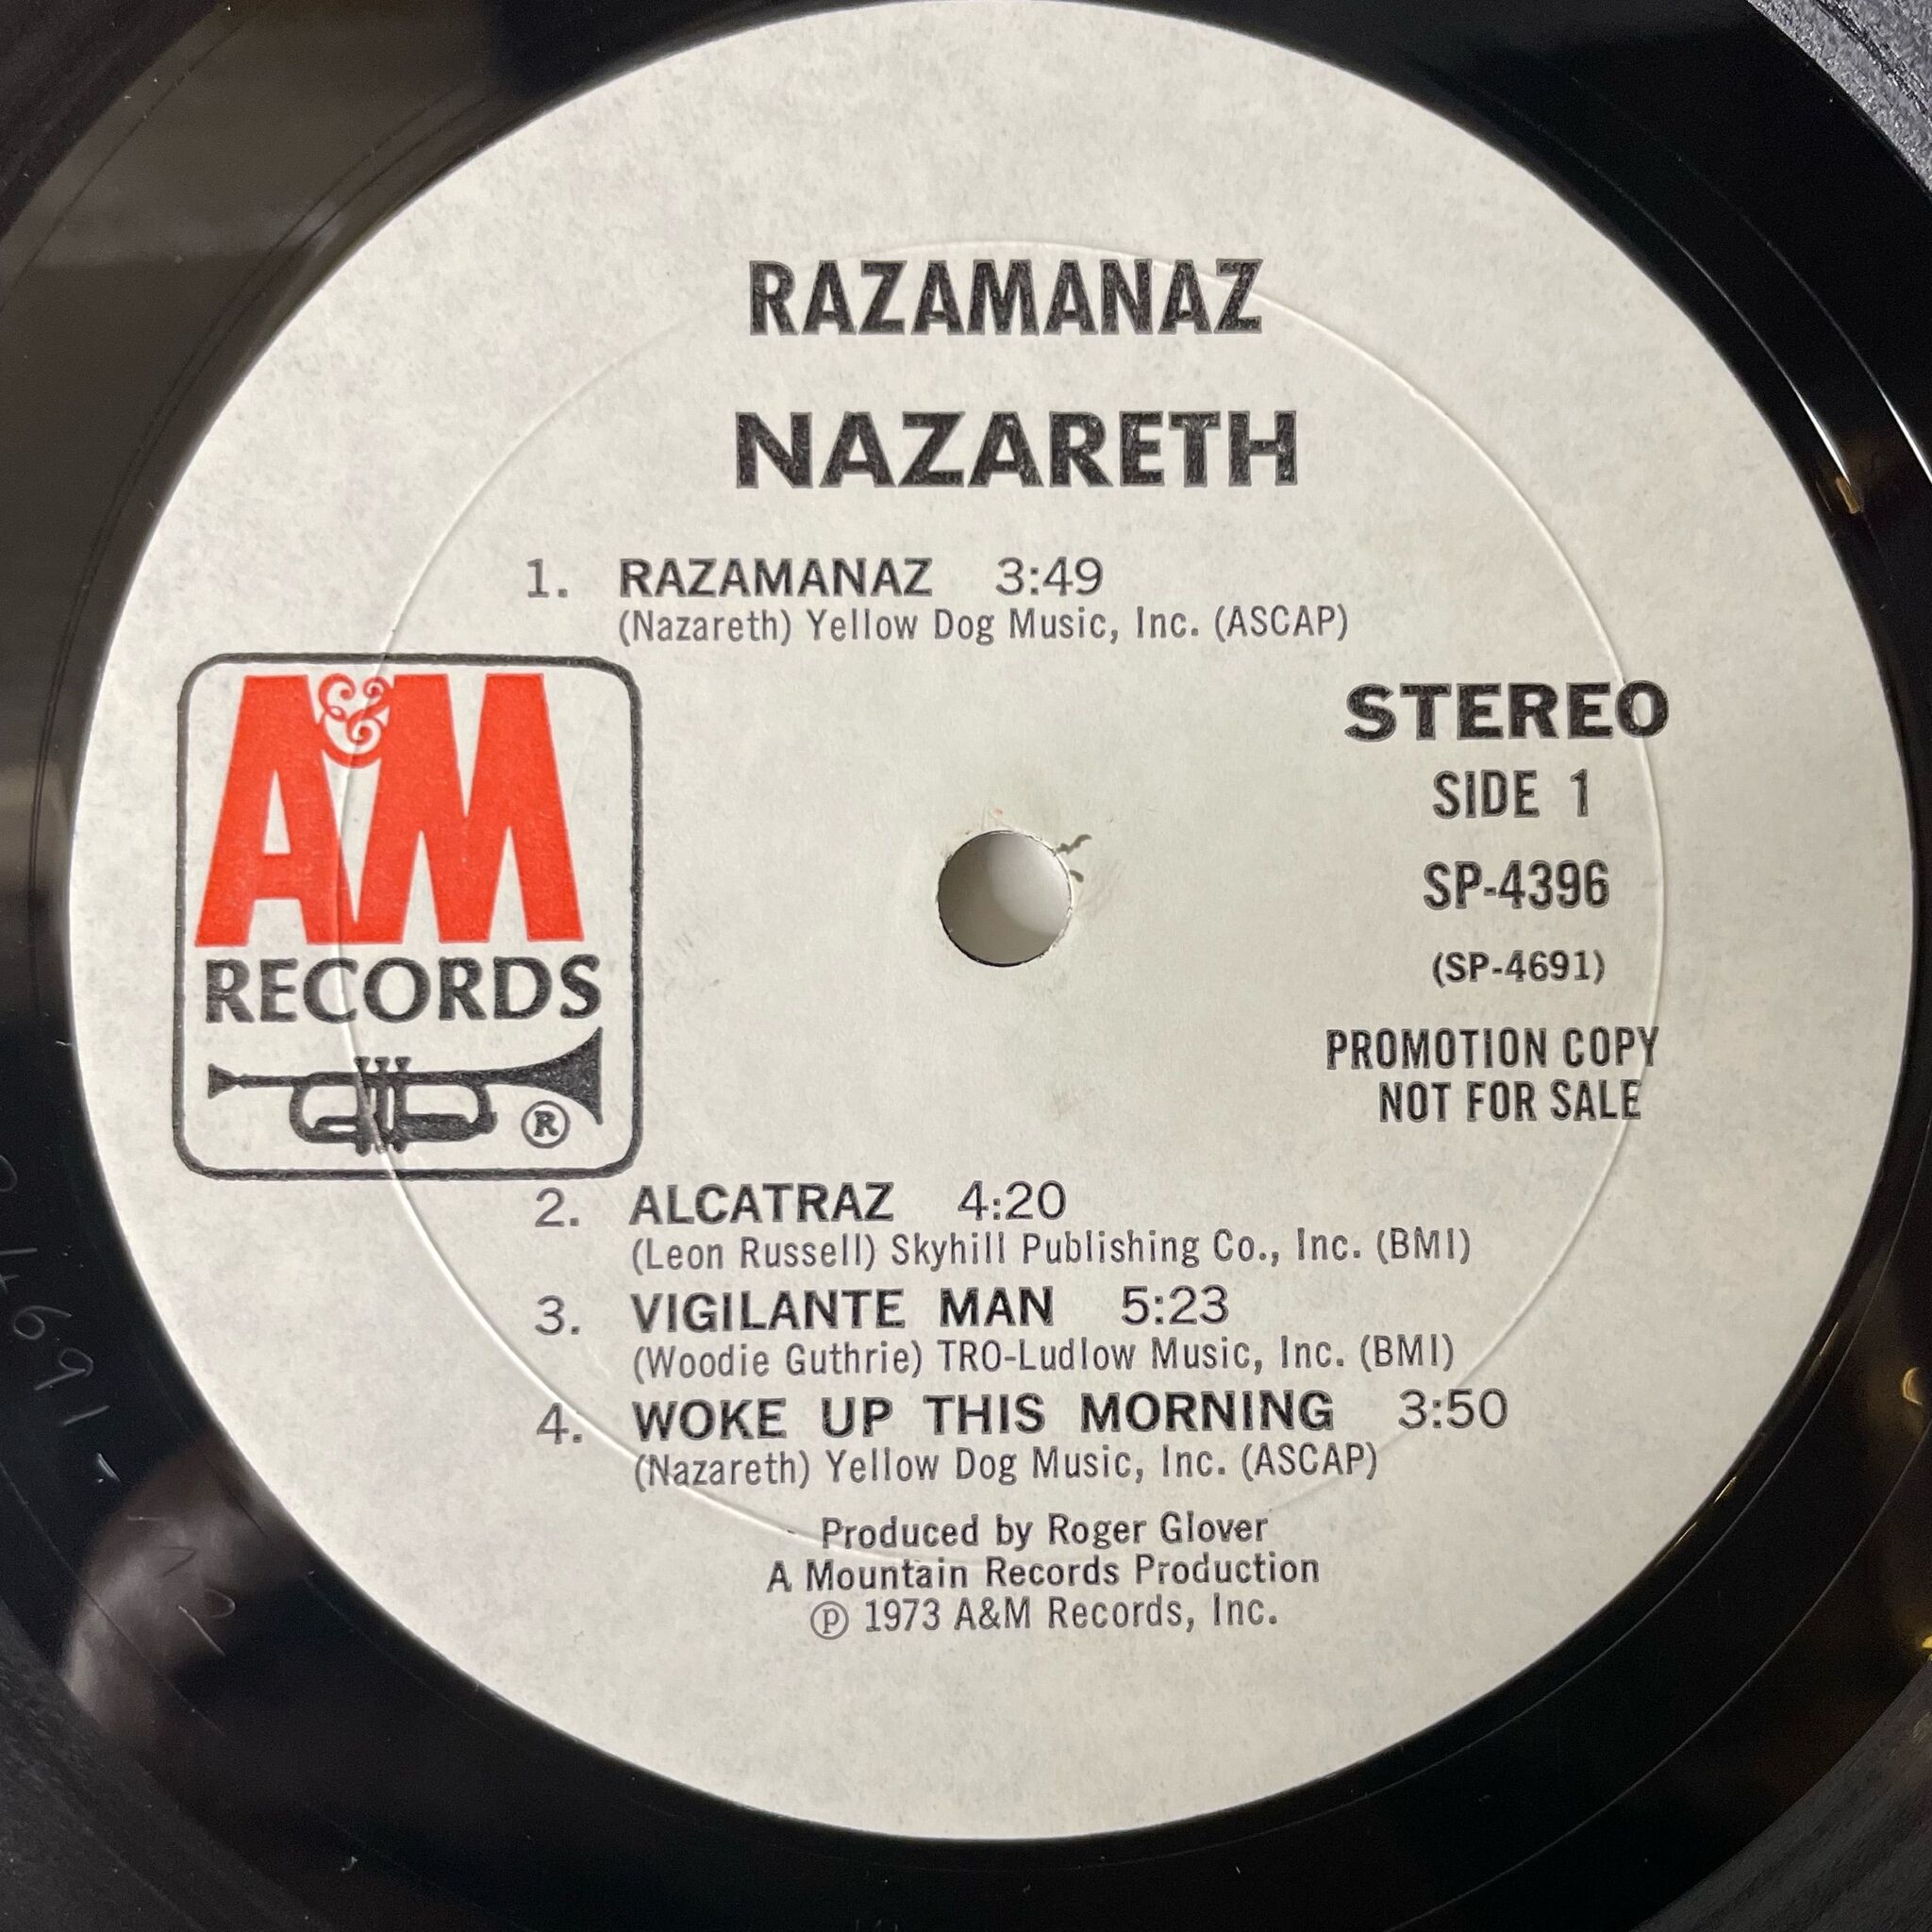 RAZAMANAZ
NAZARETH
1. RAZAMANAZ 3:49
(Nazareth) Yellow Dog Music, Inc. (ASCAP)
A&M
RECORDS
®
STEREO
SIDE 1
SP-4396
(SP-4691)
PROMOTION COPY
NOT FOR SALE
2. ALCATRAZ 4:20
(Leon Russell) Skyhill Publishing Co., Inc. (BMI)
3. VIGILANTE MAN 5:23
(Woodie Guthrie) TRO-Ludlow Music, Inc. (BMI)
4. WOKE UP THIS MORNING 3:50
(Nazareth) Yellow Dog Music, Inc. (ASCAP)
Produced by Roger Glover
A Mountain Records Production
℗ 1973 A&M Records, Inc.